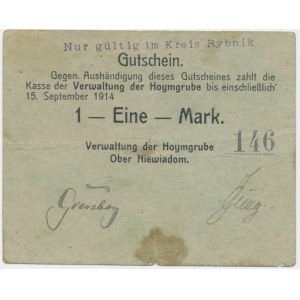 Nur gültig im Kreis Rybnik
Gutschein.
Gegen Aushändigung dieses Gutscheines zahlt die
Kasse der Verwaltung der Hoymgrube bis einschließlich
15. September 1914
1 — Eine — Mark.
146
Verwaltung der Hoymgrube
Ober Niewiadom.